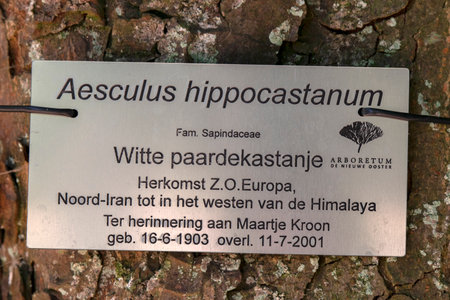 Aesculus hippocastanum
Fam. Sapindaceae
Witte paardekastanje
ARBORETUM
DE NIEUWE OOSTER
Herkomst Z.O.Europa,
Noord-Iran tot in het westen van de Himalaya
Ter herinnering aan Maartje Kroon
geb. 16-6-1903 overl. 11-7-2001